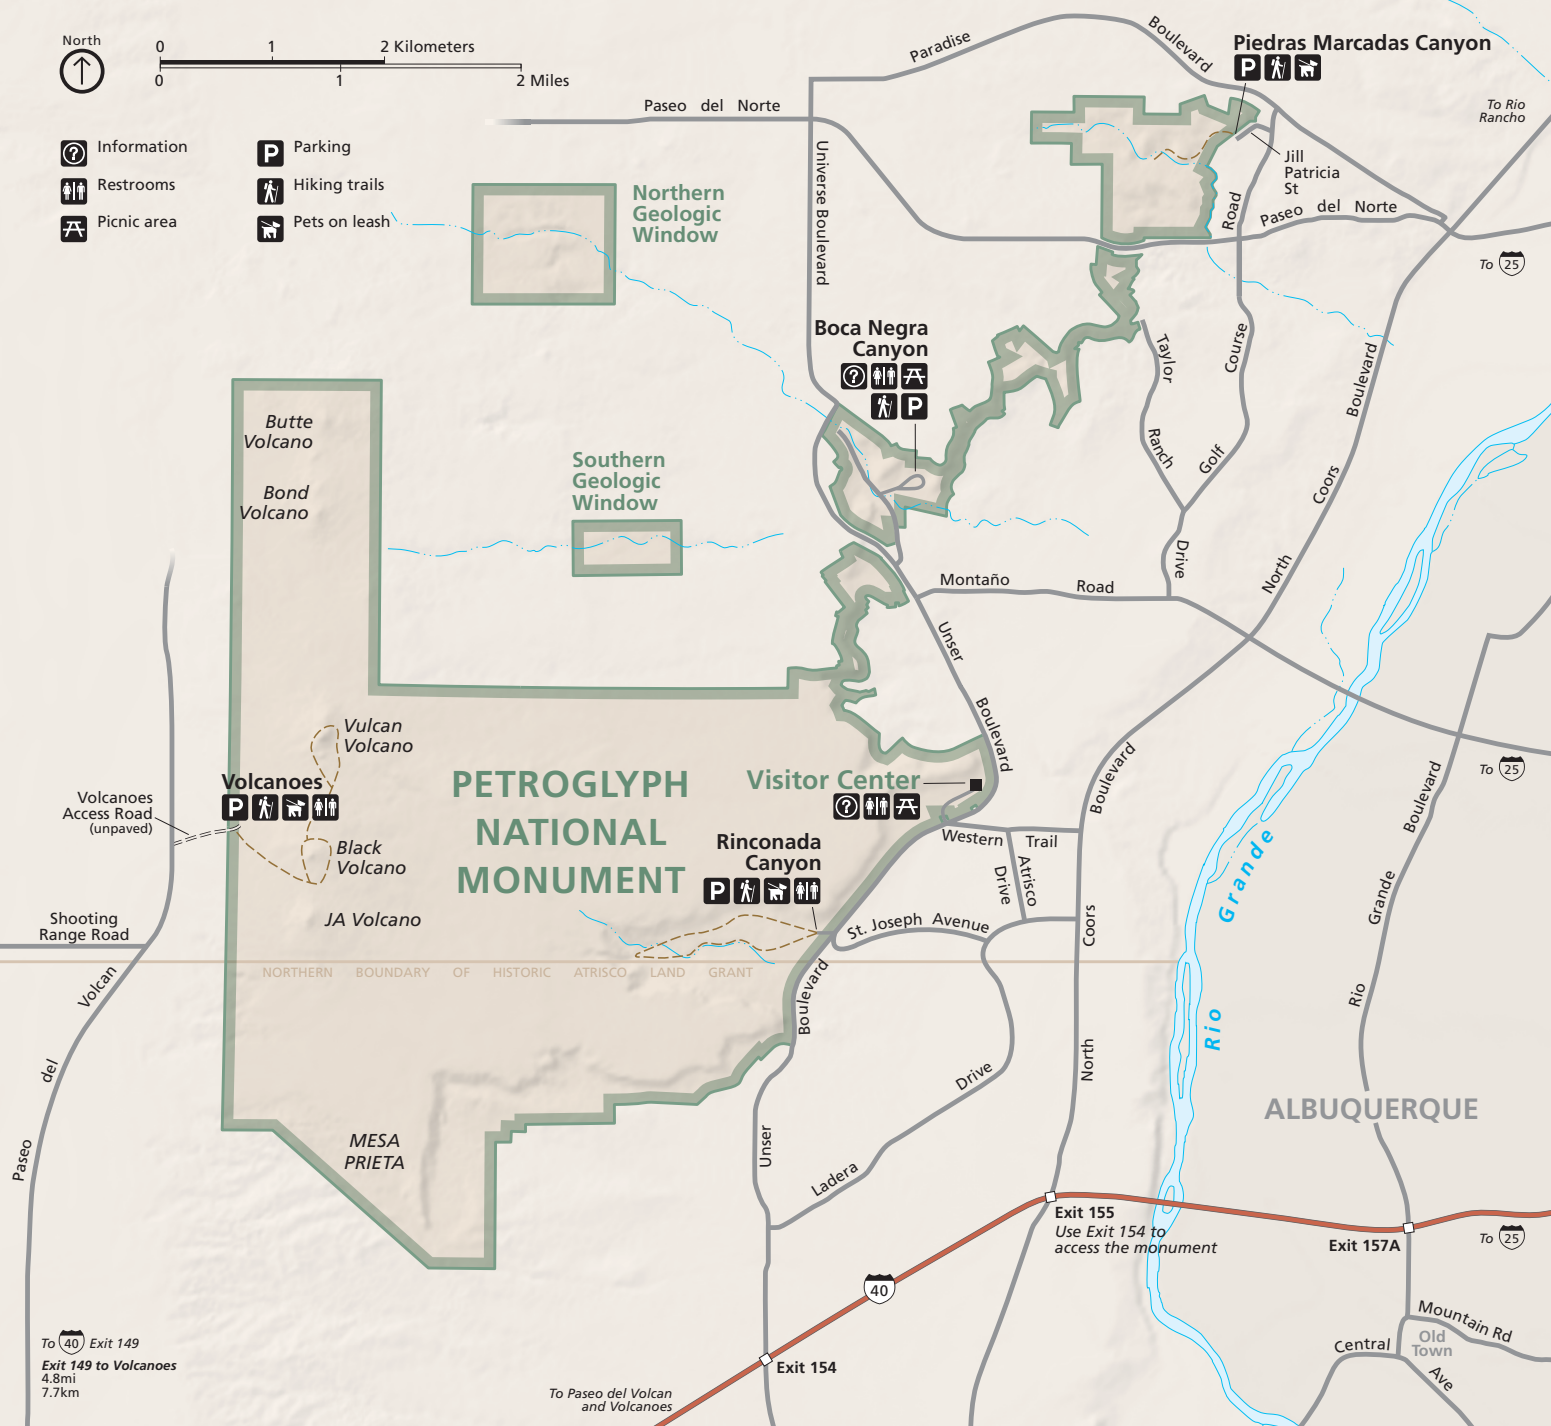 North
0 1 2 Kilometers
0 1 2 Miles
Information
Restrooms
Picnic area
P
Parking
Hiking trails
Pets on leash
?
Paradise Boulevard
Piedras Marcadas Canyon
P
To Rio
Rancho
Paseo del Norte
Universe Boulevard
Jill
Patricia
St
Northern
Geologic
Window
Paseo del Norte
To 25
Golf Course Road
Taylor Ranch Drive
Boca Negra
Canyon
?
P
Butte
Volcano
Bond
Volcano
Southern
Geologic
Window
Coors Boulevard
North
Montaño Road
Unser Boulevard
Vulcan
Volcano
Volcanoes
P
Volcanoes
Access Road
(unpaved)
Black
Volcano
JA Volcano
PETROGLYPH
NATIONAL
MONUMENT
Visitor Center
?
Rinconada
Canyon
P
Western Trail
Atrisco
Drive
St. Joseph Avenue
Boulevard
Coors
North
To 25
Rio Grande Boulevard
Rio Grande
Shooting
Range Road
NORTHERN BOUNDARY OF HISTORIC ATRISCO LAND GRANT
Paseo del Volcan
Unser Boulevard
Ladera Drive
ALBUQUERQUE
MESA
PRIETA
Exit 155
Use Exit 154 to
access the monument
Exit 157A
To 25
40
Exit 154
To Paseo del Volcan
and Volcanoes
To 40 Exit 149
Exit 149 to Volcanoes
4.8mi
7.7km
Mountain Rd
Old
Town
Central Ave